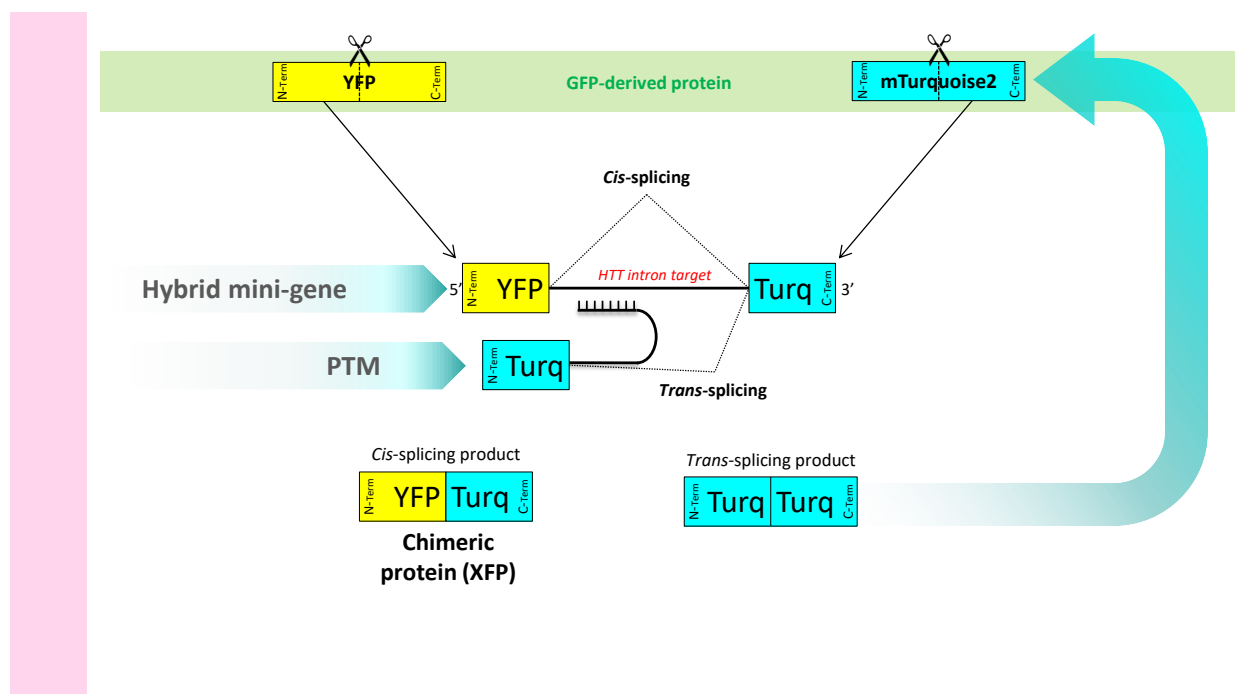 N-Term
YFP
C-Term
GFP-derived protein
N-Term
mTurquoise2
C-Term
Cis-splicing
Hybrid mini-gene
5’
N-Term
YFP
HTT intron target
Turq
C-Term
3’
PTM
N-Term
Turq
Trans-splicing
Cis-splicing product
N-Term
YFP
Turq
C-Term
Chimeric
protein (XFP)
Trans-splicing product
N-Term
Turq
Turq
C-Term